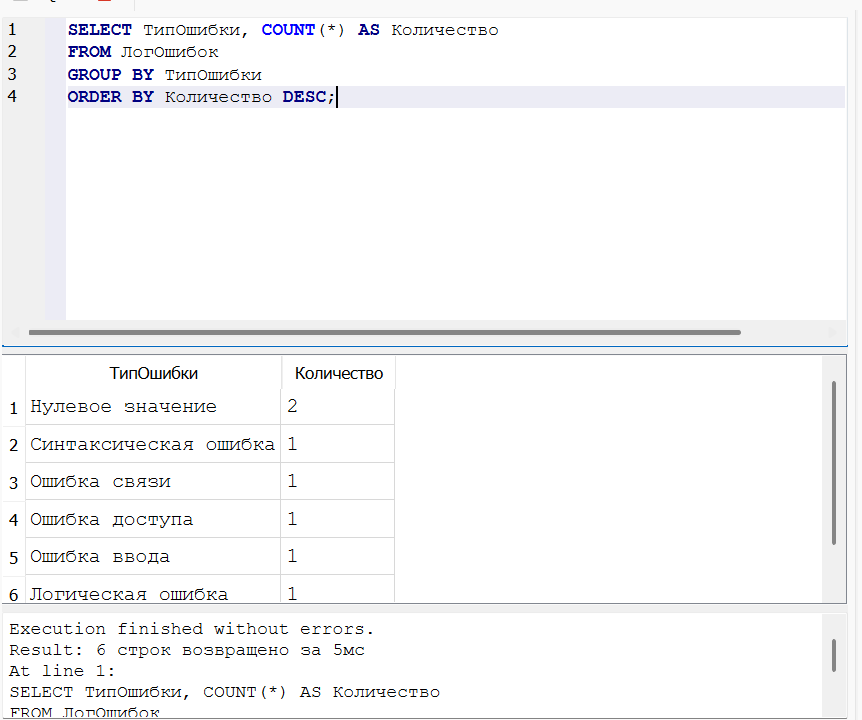 1 SELECT ТипОшибки, COUNT(*) AS Количество
2 FROM ЛогОшибок
3 GROUP BY ТипОшибки
4 ORDER BY Количество DESC;
ТипОшибки Количество
1 Нулевое значение 2
2 Синтаксическая ошибка 1
3 Ошибка связи 1
4 Ошибка доступа 1
5 Ошибка ввода 1
6 Логическая ошибка 1
Execution finished without errors.
Result: 6 строк возвращено за 5мс
At line 1:
SELECT ТипОшибки, COUNT(*) AS Количество
FROM ЛогОшибок